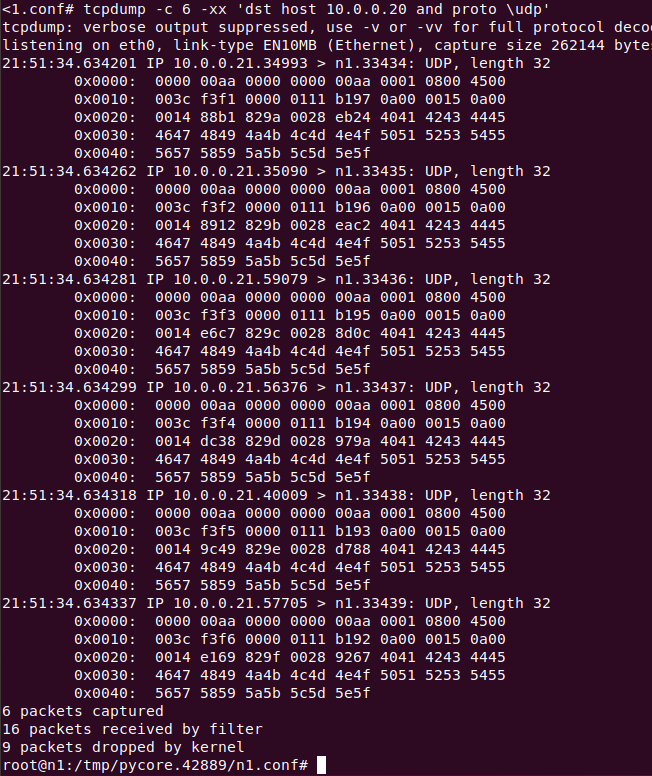 <1.conf# tcpdump -c 6 -xx 'dst host 10.0.0.20 and proto \udp'
tcpdump: verbose output suppressed, use -v or -vv for full protocol deco
listening on eth0, link-type EN10MB (Ethernet), capture size 262144 byte
21:51:34.634201 IP 10.0.0.21.34993 > n1.33434: UDP, length 32
0x0000:  0000 00aa 0000 0000 00aa 0001 0800 4500
0x0010:  003c f3f1 0000 0111 b197 0a00 0015 0a00
0x0020:  0014 88b1 829a 0028 eb24 4041 4243 4445
0x0030:  4647 4849 4a4b 4c4d 4e4f 5051 5253 5455
0x0040:  5657 5859 5a5b 5c5d 5e5f
21:51:34.634262 IP 10.0.0.21.35090 > n1.33435: UDP, length 32
0x0000:  0000 00aa 0000 0000 00aa 0001 0800 4500
0x0010:  003c f3f2 0000 0111 b196 0a00 0015 0a00
0x0020:  0014 8912 829b 0028 eac2 4041 4243 4445
0x0030:  4647 4849 4a4b 4c4d 4e4f 5051 5253 5455
0x0040:  5657 5859 5a5b 5c5d 5e5f
21:51:34.634281 IP 10.0.0.21.59079 > n1.33436: UDP, length 32
0x0000:  0000 00aa 0000 0000 00aa 0001 0800 4500
0x0010:  003c f3f3 0000 0111 b195 0a00 0015 0a00
0x0020:  0014 e6c7 829c 0028 8d0c 4041 4243 4445
0x0030:  4647 4849 4a4b 4c4d 4e4f 5051 5253 5455
0x0040:  5657 5859 5a5b 5c5d 5e5f
21:51:34.634299 IP 10.0.0.21.56376 > n1.33437: UDP, length 32
0x0000:  0000 00aa 0000 0000 00aa 0001 0800 4500
0x0010:  003c f3f4 0000 0111 b194 0a00 0015 0a00
0x0020:  0014 dc38 829d 0028 979a 4041 4243 4445
0x0030:  4647 4849 4a4b 4c4d 4e4f 5051 5253 5455
0x0040:  5657 5859 5a5b 5c5d 5e5f
21:51:34.634318 IP 10.0.0.21.40009 > n1.33438: UDP, length 32
0x0000:  0000 00aa 0000 0000 00aa 0001 0800 4500
0x0010:  003c f3f5 0000 0111 b193 0a00 0015 0a00
0x0020:  0014 9c49 829e 0028 d788 4041 4243 4445
0x0030:  4647 4849 4a4b 4c4d 4e4f 5051 5253 5455
0x0040:  5657 5859 5a5b 5c5d 5e5f
21:51:34.634337 IP 10.0.0.21.57705 > n1.33439: UDP, length 32
0x0000:  0000 00aa 0000 0000 00aa 0001 0800 4500
0x0010:  003c f3f6 0000 0111 b192 0a00 0015 0a00
0x0020:  0014 e169 829f 0028 9267 4041 4243 4445
0x0030:  4647 4849 4a4b 4c4d 4e4f 5051 5253 5455
0x0040:  5657 5859 5a5b 5c5d 5e5f
6 packets captured
16 packets received by filter
9 packets dropped by kernel
root@n1:/tmp/pycore.42889/n1.conf#